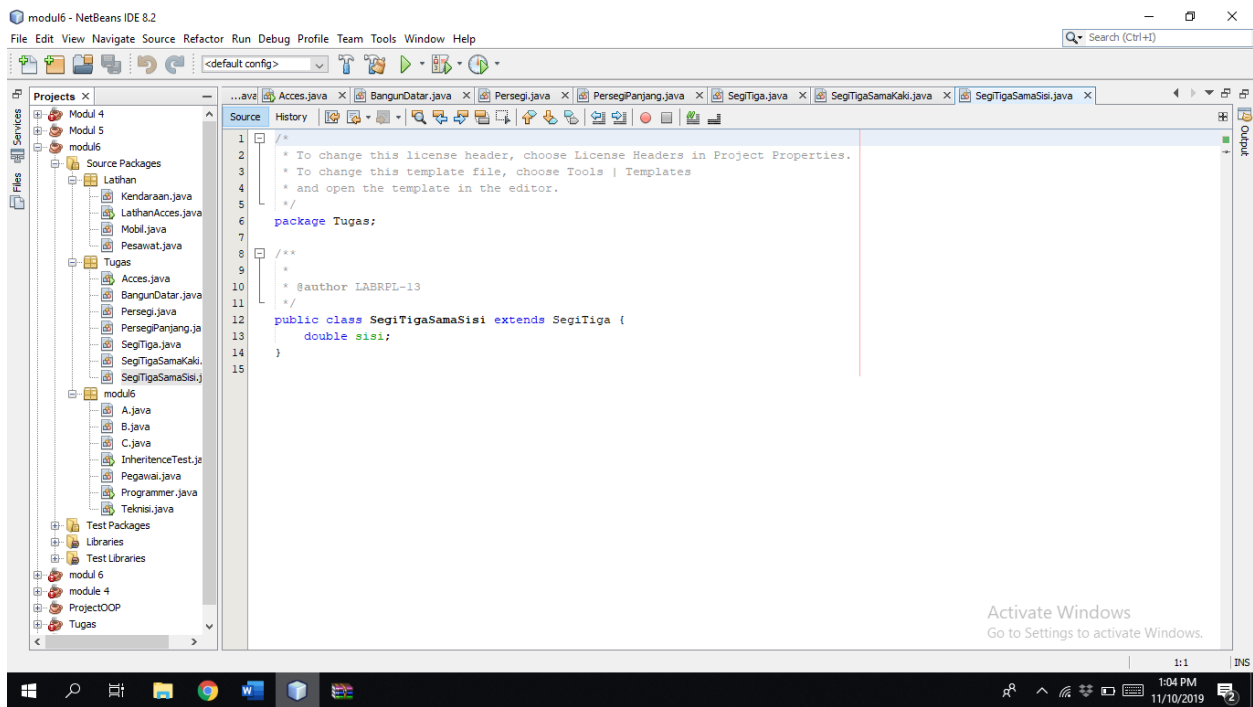 modul6 - NetBeans IDE 8.2
File Edit View Navigate Source Refactor Run Debug Profile Team Tools Window Help
Search (Ctrl+I)
<default config>
Projects
...ava Acces.java BangunDatar.java Persegi.java PersegiPanjang.java SegiTiga.java SegiTigaSamaKaki.java SegiTigaSamaSisi.java
Source History
Services
Files
Output
Modul 4
Modul 5
modul6
Source Packages
Latihan
Kendaraan.java
LatihanAcces.java
Mobil.java
Pesawat.java
Tugas
Acces.java
BangunDatar.java
Persegi.java
PersegiPanjang.ja
SegiTiga.java
SegiTigaSamaKaki.
SegiTigaSamaSisi.j
modul6
A.java
B.java
C.java
InheritenceTest.ja
Pegawai.java
Programmer.java
Teknisi.java
Test Packages
Libraries
Test Libraries
modul 6
module 4
ProjectOOP
Tugas
1 /*
2 * To change this license header, choose License Headers in Project Properties.
3 * To change this template file, choose Tools | Templates
4 * and open the template in the editor.
5 */
6 package Tugas;
7
8 /**
9 *
10 * @author LABRPL-13
11 */
12 public class SegiTigaSamaSisi extends SegiTiga {
13 double sisi;
14 }
15
Activate Windows
Go to Settings to activate Windows.
1:1 INS
1:04 PM
11/10/2019
2